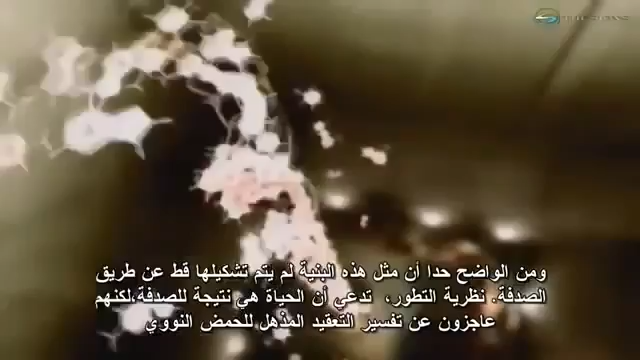 ومن الواضح حدا أن مثل هذه البنية لم يتم تشكيلها قط عن طريق
الصدفة. نظرية التطور، تدعي أن الحياة هي نتيجة للصدفة،لكنهم
عاجزون عن تفسير التعقيد المذهل للحمض النووي